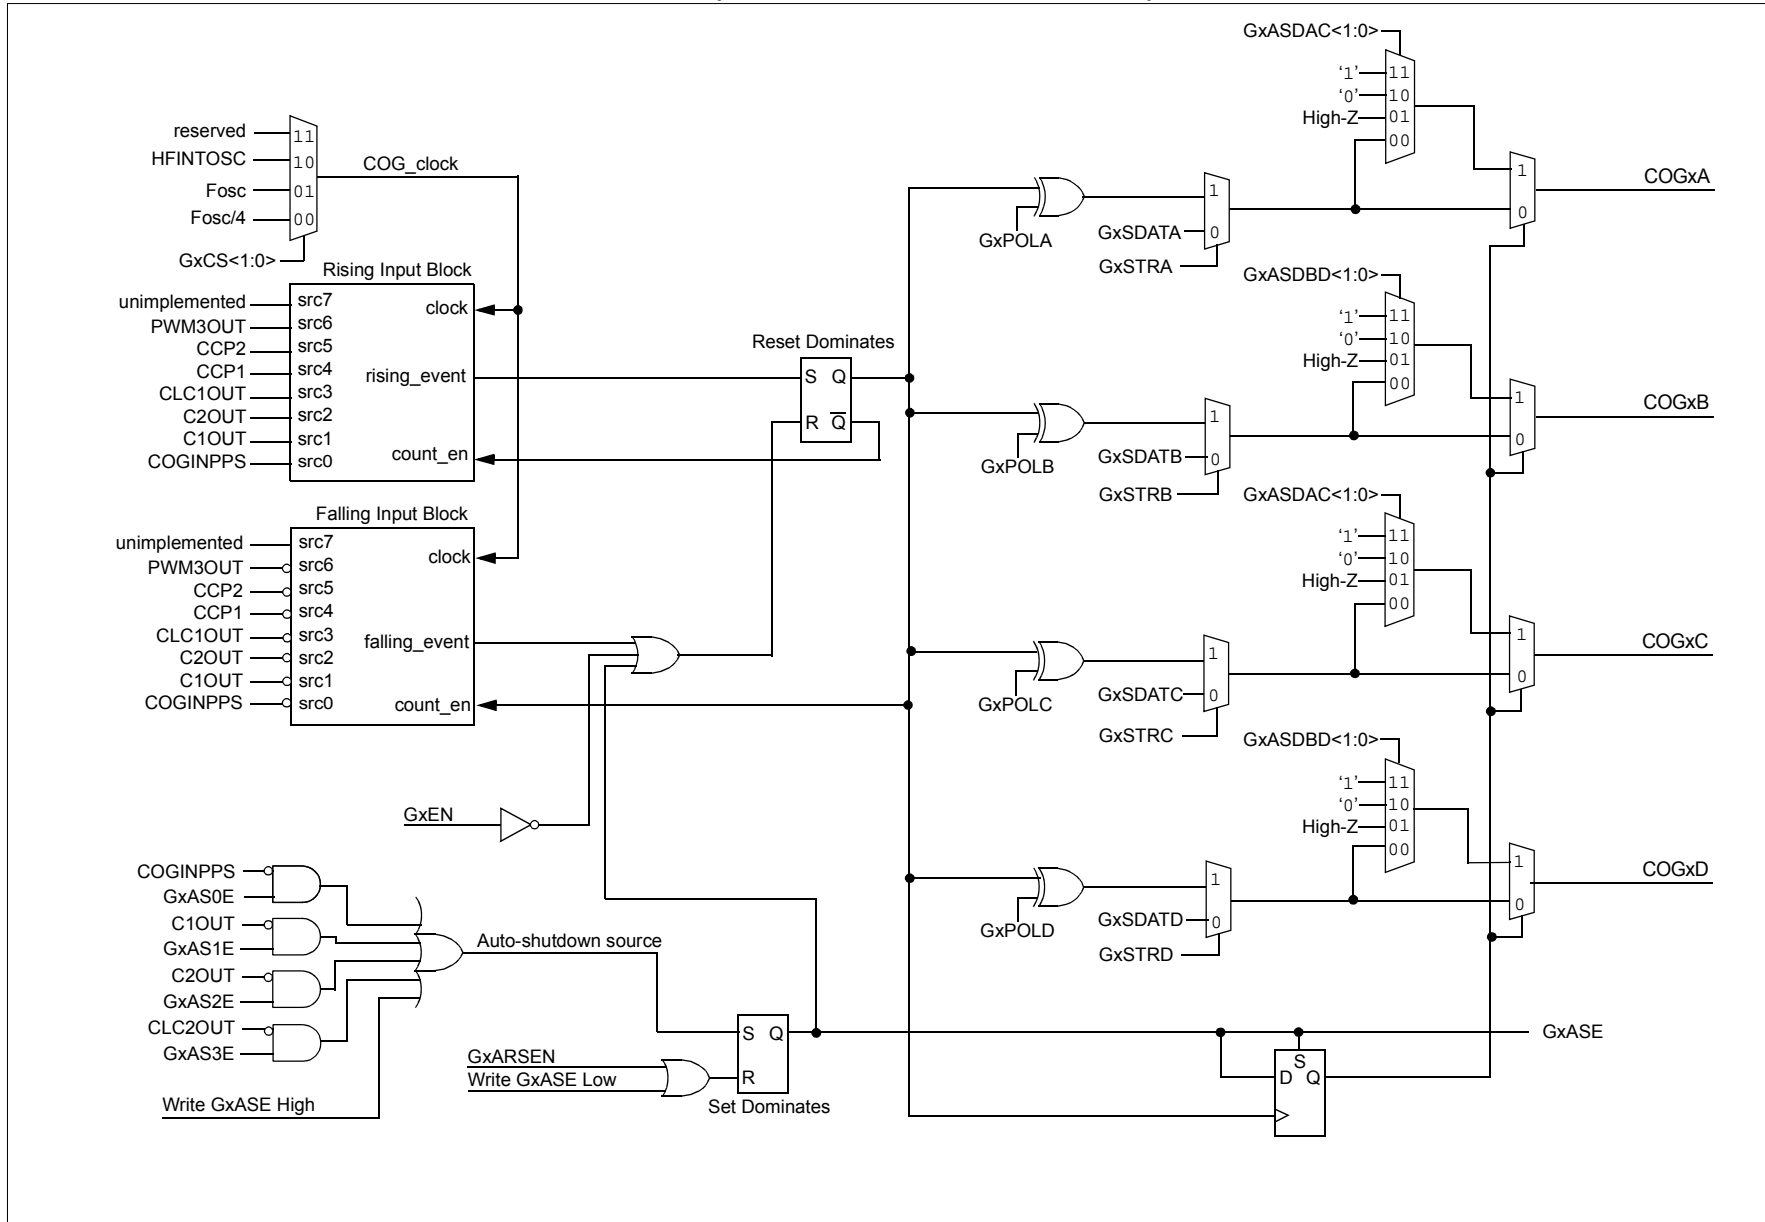 GxASDAC<1:0>
'1' 11
'0' 10
High-Z 01
00
reserved 11
HFINTOSC 10
Fosc 01
Fosc/4 00
GxCS<1:0>
COG_clock
Rising Input Block
unimplemented src7
PWM3OUT src6
CCP2 src5
CCP1 src4
CLC1OUT src3
C2OUT src2
C1OUT src1
COGINPPS src0
clock
rising_event
count_en
Falling Input Block
unimplemented src7
PWM3OUT src6
CCP2 src5
CCP1 src4
CLC1OUT src3
C2OUT src2
C1OUT src1
COGINPPS src0
clock
falling_event
count_en
Reset Dominates
S Q
R Q
GxEN
COGINPPS
GxAS0E
C1OUT
GxAS1E
C2OUT
GxAS2E
CLC2OUT
GxAS3E
Write GxASE High
Auto-shutdown source
GxARSEN
Write GxASE Low
S Q
R
Set Dominates
GxPOLA
GxSDATA
GxSTRA
1
0
1
0
COGxA
GxASDBD<1:0>
'1' 11
'0' 10
High-Z 01
00
GxPOLB
GxSDATB
GxSTRB
1
0
1
0
COGxB
GxASDAC<1:0>
'1' 11
'0' 10
High-Z 01
00
GxPOLC
GxSDATC
GxSTRC
1
0
1
0
COGxC
GxASDBD<1:0>
'1' 11
'0' 10
High-Z 01
00
GxPOLD
GxSDATD
GxSTRD
1
0
1
0
COGxD
GxASE
S
D Q